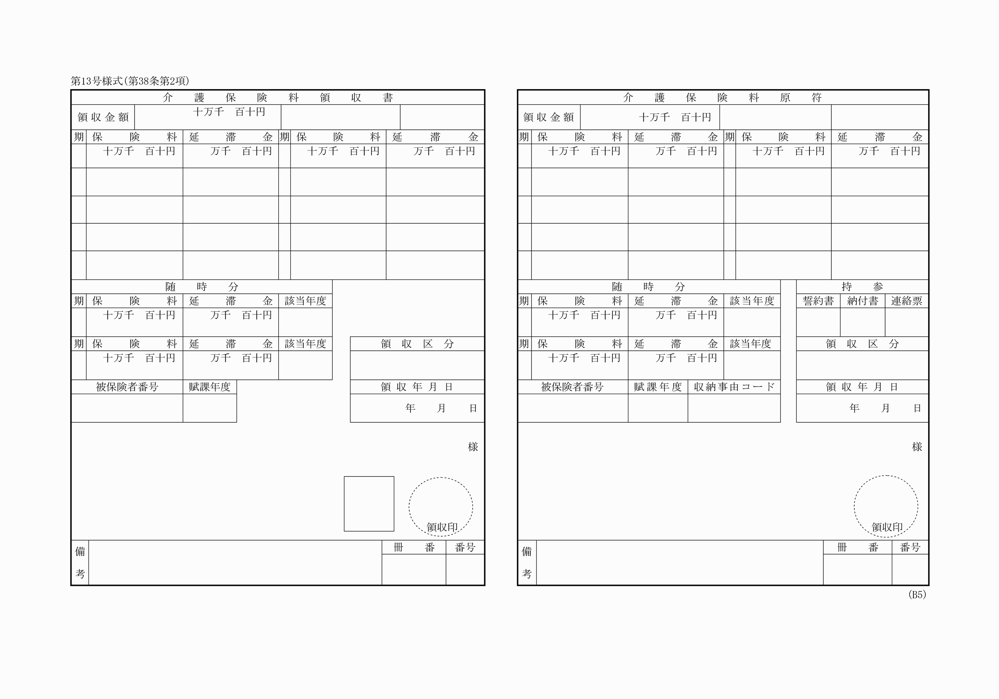 第13号様式(第38条第2項)
介護保険料領収書
領収金額 十万千 百十円
期 保険料 延滞金 期 保険料 延滞金
十万千 百十円 万千 百十円 十万千 百十円 万千 百十円
随時分
期 保険料 延滞金 該当年度
十万千 百十円 万千 百十円
期 保険料 延滞金 該当年度 領収区分
十万千 百十円 万千 百十円
被保険者番号 賦課年度 領収年月日
年 月 日
様
領収印
備考 冊番 番号
介護保険料原符
領収金額 十万千 百十円
期 保険料 延滞金 期 保険料 延滞金
十万千 百十円 万千 百十円 十万千 百十円 万千 百十円
随時分 持参
期 保険料 延滞金 該当年度 誓約書 納付書 連絡票
十万千 百十円 万千 百十円
期 保険料 延滞金 該当年度 領収区分
十万千 百十円 万千 百十円
被保険者番号 賦課年度 収納事由コード 領収年月日
年 月 日
様
領収印
備考 冊番 番号
(B5)